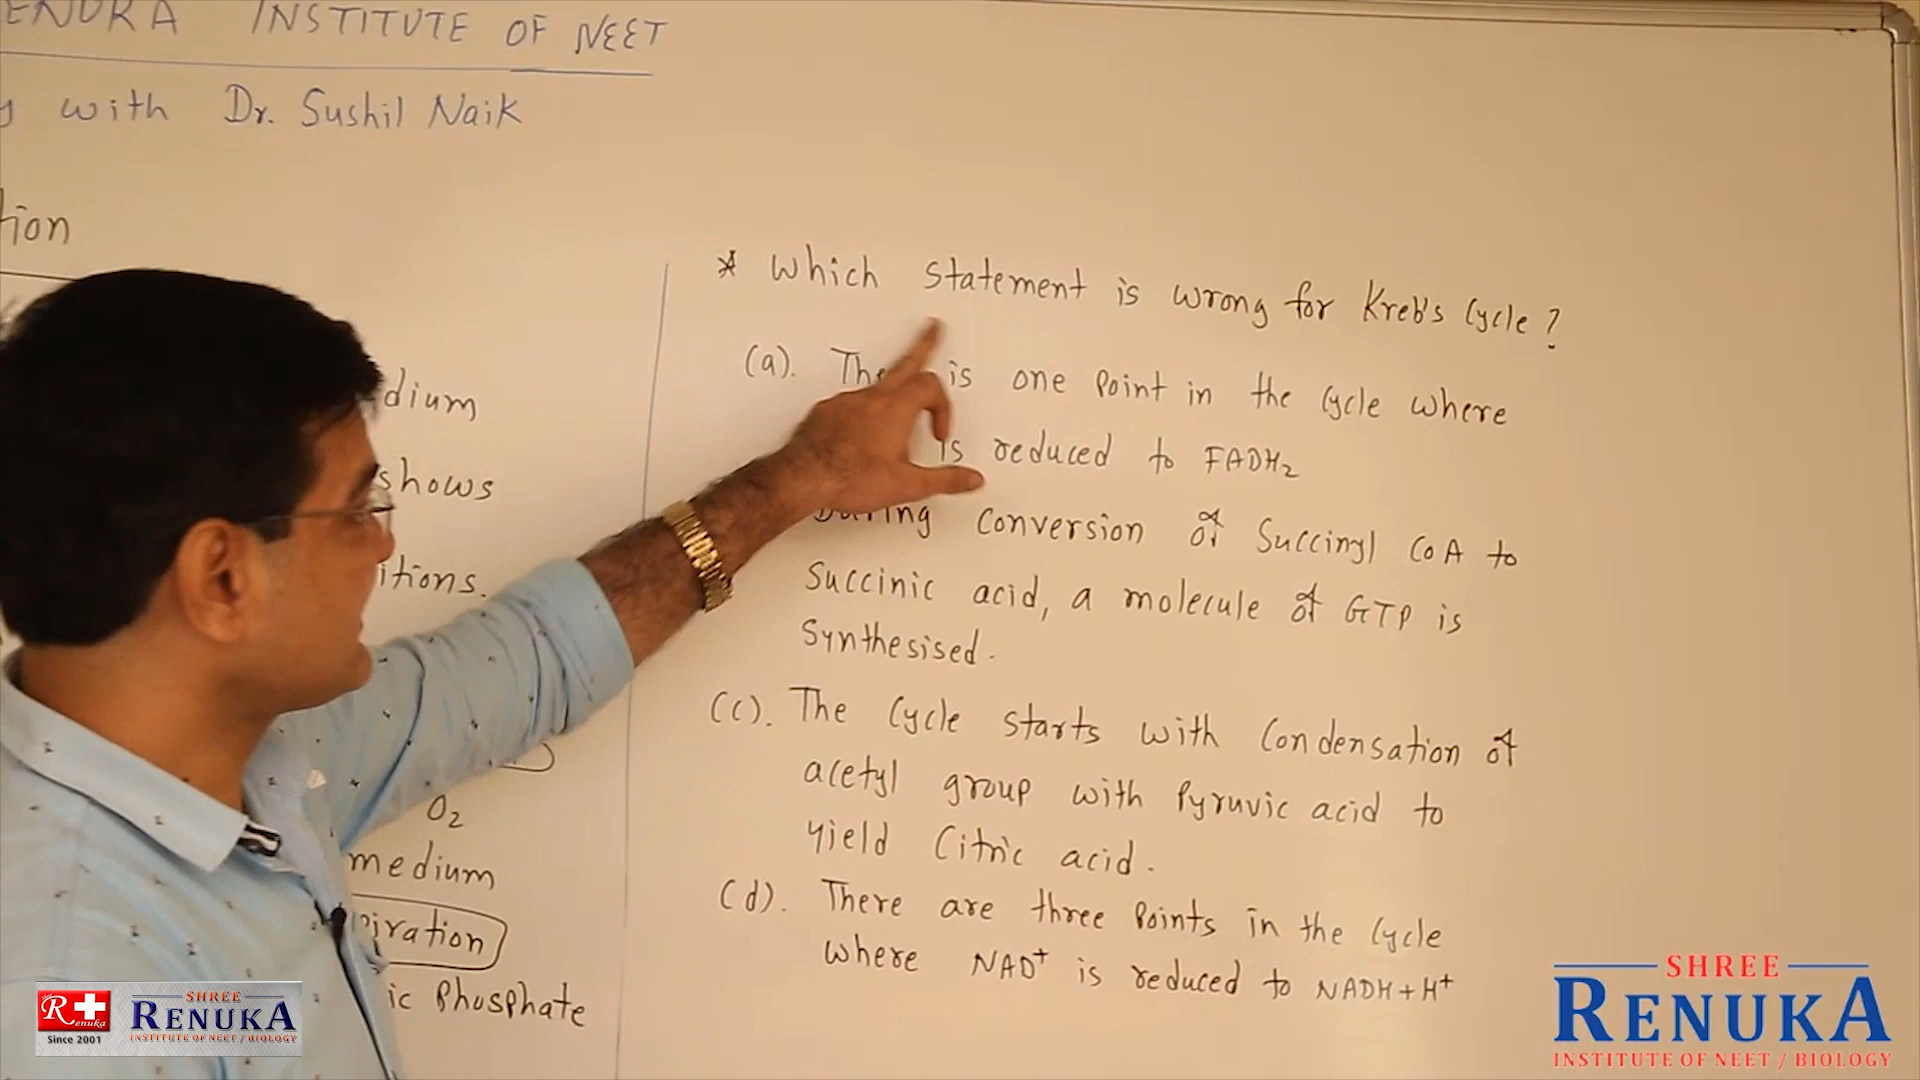 ENUKA INSTITUTE OF NEET
with Dr. Sushil Naik
tion
dium
shows
itions.
O2
medium
iration
ic Phosphate
* Which statement is wrong for Kreb's Cycle?
(a). The is one Point in the Cycle where
is reduced to FADH2
During Conversion of Succinyl CoA to
Succinic acid, a molecule of GTP is
Synthesised.
(c). The Cycle starts with Condensation of
acetyl group with Pyruvic acid to
yield Citric acid.
(d). There are three Points in the Cycle
where NAD+ is reduced to NADH+H+
Renuka
Since 2001
SHREE
RENUKA
INSTITUTE OF NEET / BIOLOGY
SHREE
RENUKA
INSTITUTE OF NEET / BIOLOGY